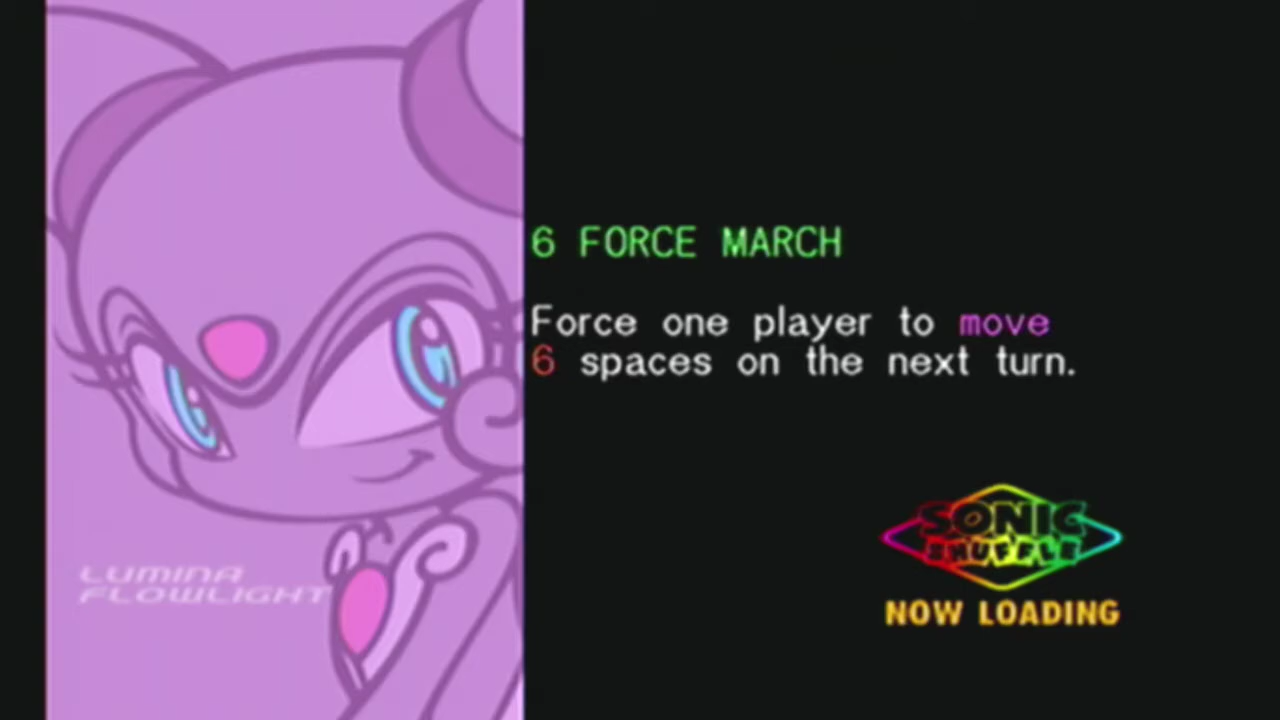 6 FORCE MARCH
Force one player to move
6 spaces on the next turn.
LUMINA
FLOWLIGHT
SONIC
SHUFFLE
NOW LOADING